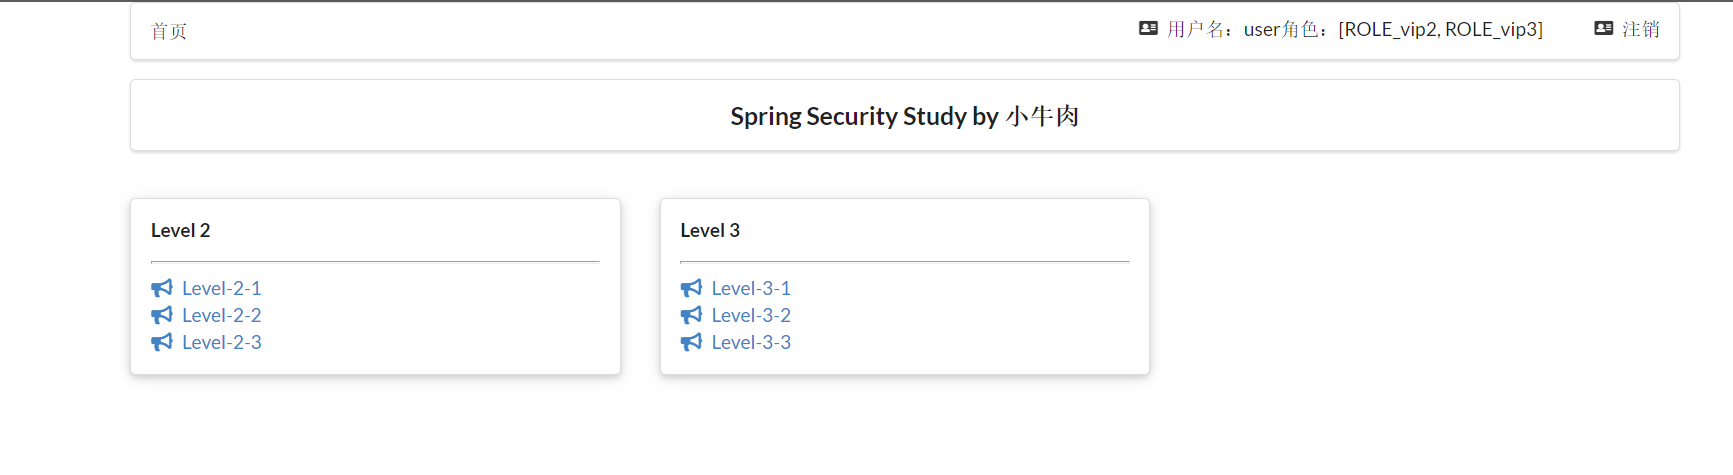 首页
用户名：user角色：[ROLE_vip2, ROLE_vip3]
注销
Spring Security Study by 小牛肉
Level 2
Level-2-1
Level-2-2
Level-2-3
Level 3
Level-3-1
Level-3-2
Level-3-3